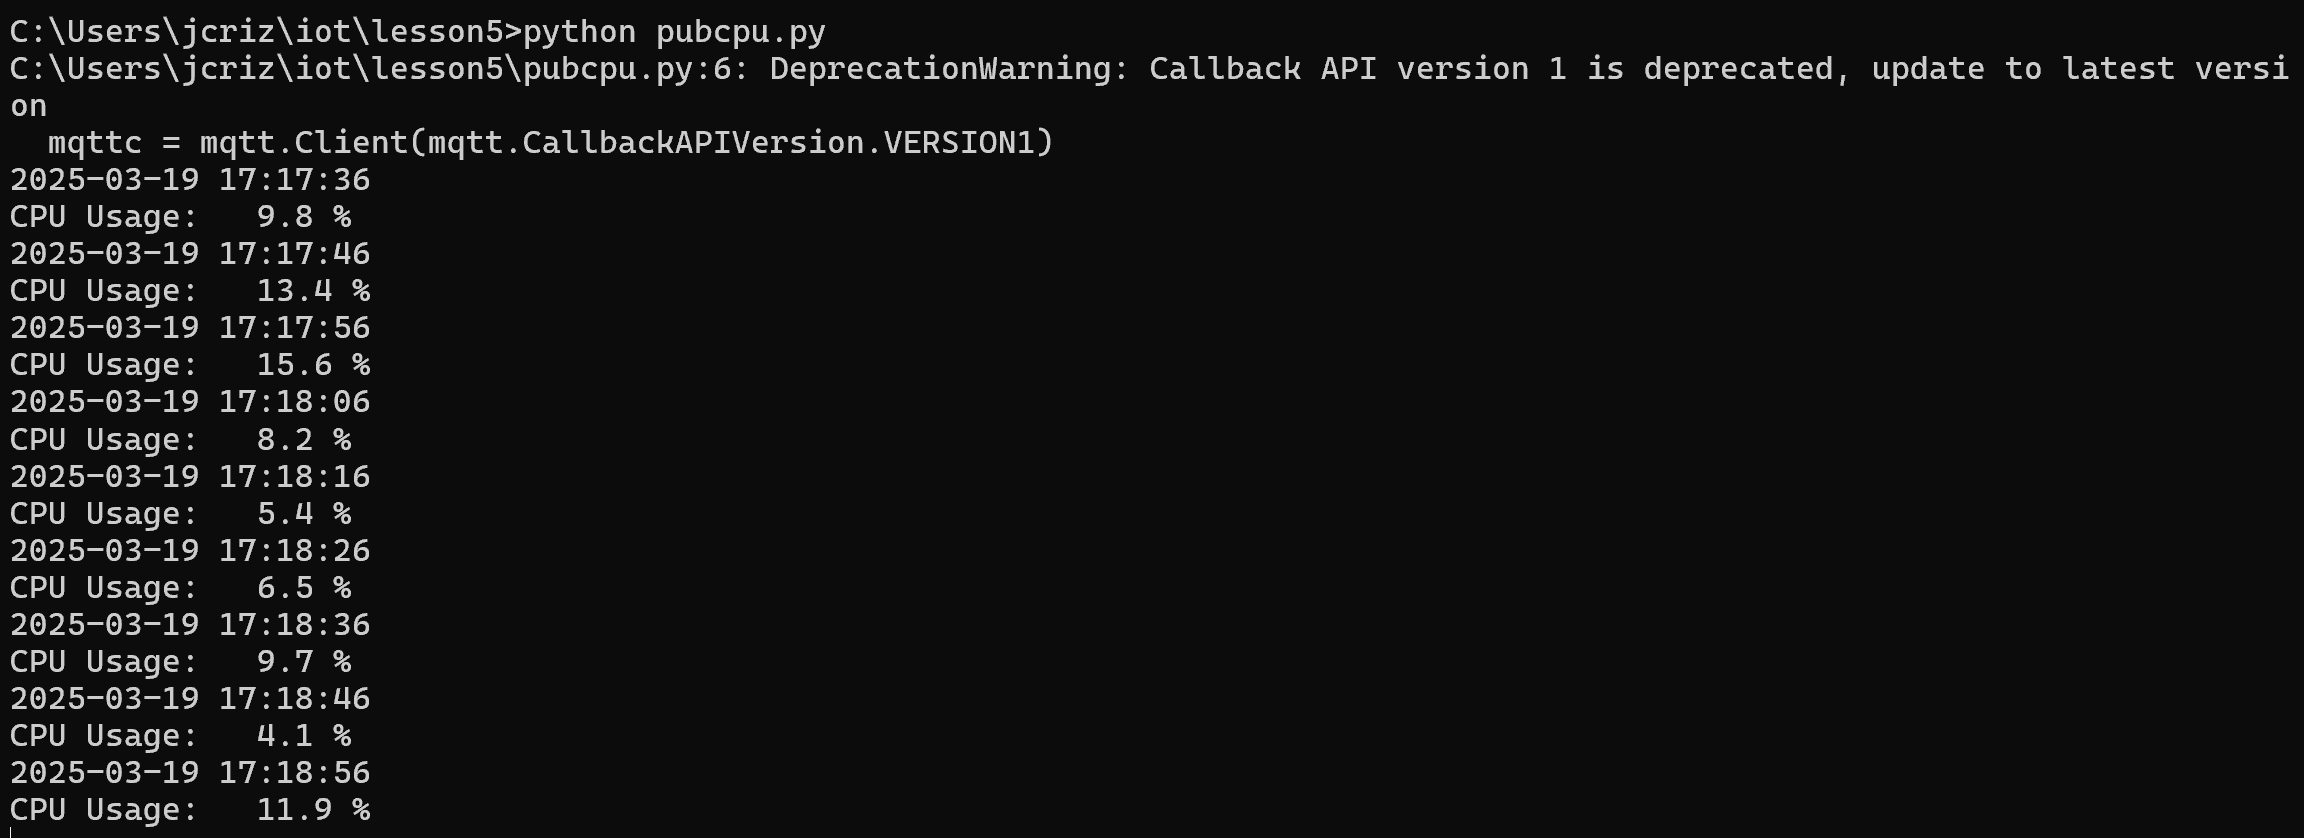 C:\Users\jcriz\iot\lesson5>python pubcpu.py
C:\Users\jcriz\iot\lesson5\pubcpu.py:6: DeprecationWarning: Callback API version 1 is deprecated, update to latest versi
on
  mqttc = mqtt.Client(mqtt.CallbackAPIVersion.VERSION1)
2025-03-19 17:17:36
CPU Usage:   9.8 %
2025-03-19 17:17:46
CPU Usage:   13.4 %
2025-03-19 17:17:56
CPU Usage:   15.6 %
2025-03-19 17:18:06
CPU Usage:   8.2 %
2025-03-19 17:18:16
CPU Usage:   5.4 %
2025-03-19 17:18:26
CPU Usage:   6.5 %
2025-03-19 17:18:36
CPU Usage:   9.7 %
2025-03-19 17:18:46
CPU Usage:   4.1 %
2025-03-19 17:18:56
CPU Usage:   11.9 %